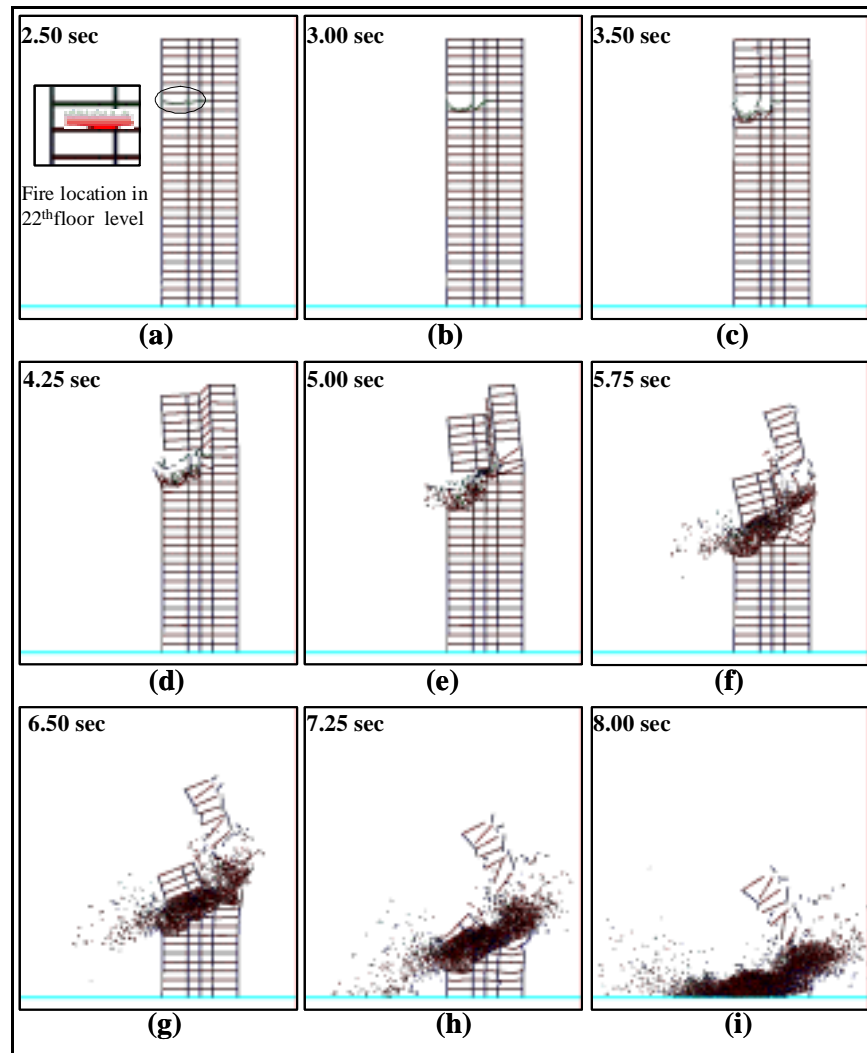 2.50 sec
3.00 sec
3.50 sec
Fire location in
22thfloor level
(a)
(b)
(c)
4.25 sec
5.00 sec
5.75 sec
(d)
(e)
(f)
6.50 sec
7.25 sec
8.00 sec
(g)
(h)
(i)